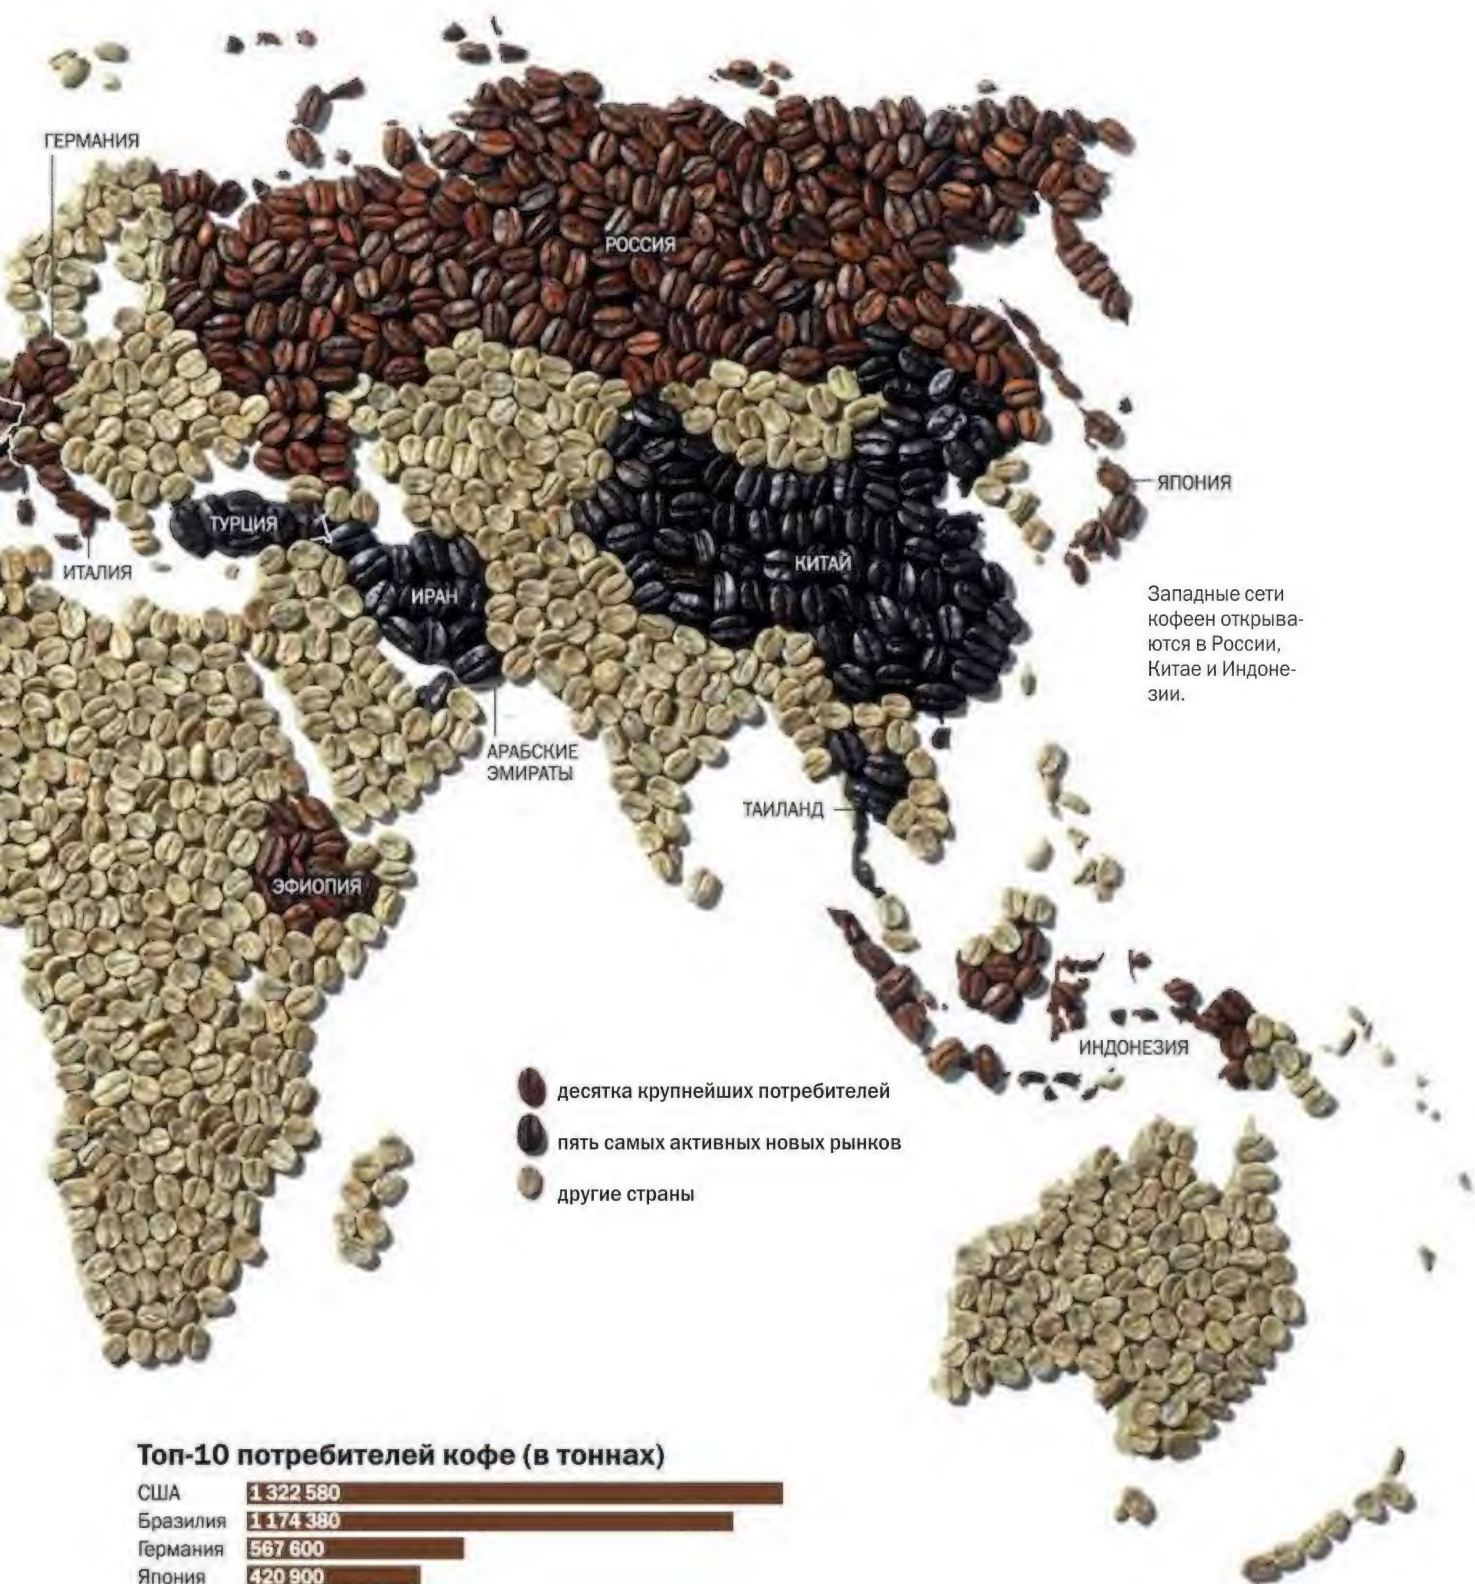 ГЕРМАНИЯ
РОССИЯ
ЯПОНИЯ
ТУРЦИЯ
КИТАЙ
ИТАЛИЯ
ИРАН
Западные сети
кофеен открыва-
ются в России,
Китае и Индоне-
зии.
АРАБСКИЕ
ЭМИРАТЫ
ТАИЛАНД
ЭФИОПИЯ
ИНДОНЕЗИЯ
десятка крупнейших потребителей
пять самых активных новых рынков
другие страны
Топ-10 потребителей кофе (в тоннах)
США 1 322 580
Бразилия 1 174 380
Германия 567 600
Япония 420 900